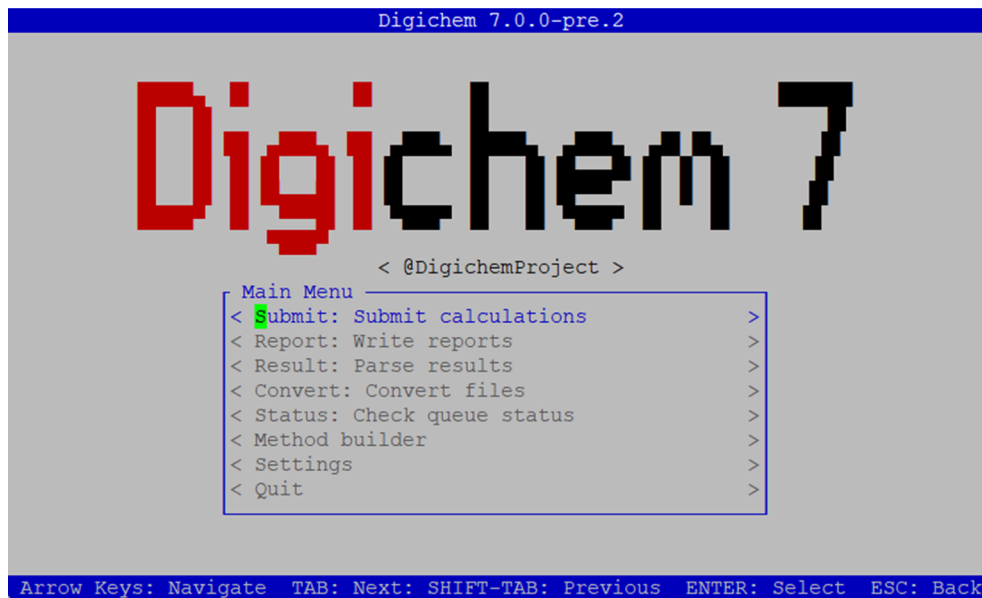 Digichem 7.0.0-pre.2
Digichem 7
< @DigichemProject >
Main Menu
< Submit: Submit calculations >
< Report: Write reports >
< Result: Parse results >
< Convert: Convert files >
< Status: Check queue status >
< Method builder >
< Settings >
< Quit >
Arrow Keys: Navigate TAB: Next: SHIFT-TAB: Previous ENTER: Select ESC: Back